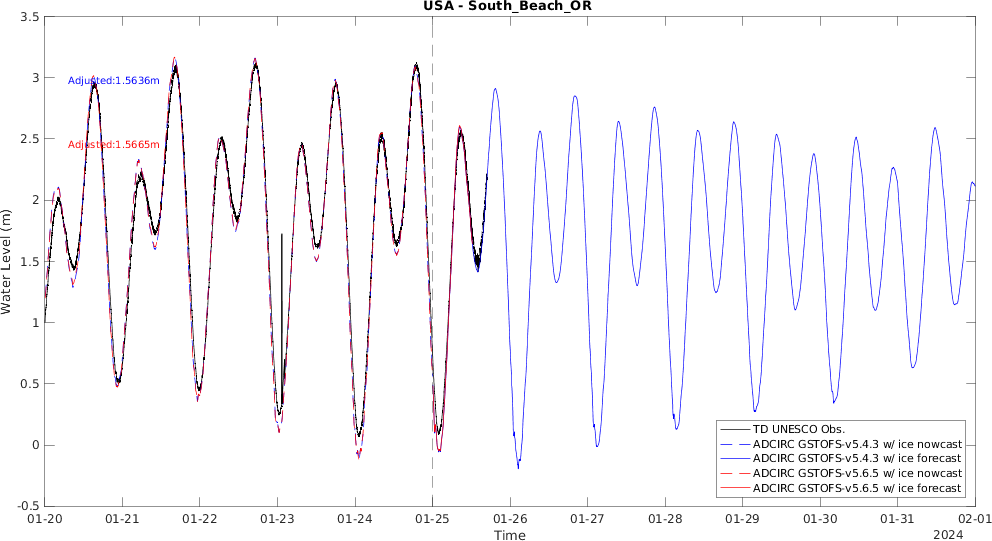 USA - South_Beach_OR
3.5
3
2.5
2
1.5
1
0.5
0
-0.5
Water Level (m)
Adjusted:1.5636m
Adjusted:1.5665m
TD UNESCO Obs.
ADCIRC GSTOFS-v5.4.3 w/ ice nowcast
ADCIRC GSTOFS-v5.4.3 w/ ice forecast
ADCIRC GSTOFS-v5.6.5 w/ ice nowcast
ADCIRC GSTOFS-v5.6.5 w/ ice forecast
01-20 01-21 01-22 01-23 01-24 01-25 01-26 01-27 01-28 01-29 01-30 01-31 02-01
Time
2024